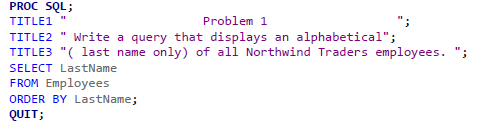 PROC SQL;
TITLE1 "                    Problem 1                  ";
TITLE2 " Write a query that displays an alphabetical";
TITLE3 "( last name only) of all Northwind Traders employees. ";
SELECT LastName
FROM Employees
ORDER BY LastName;
QUIT;